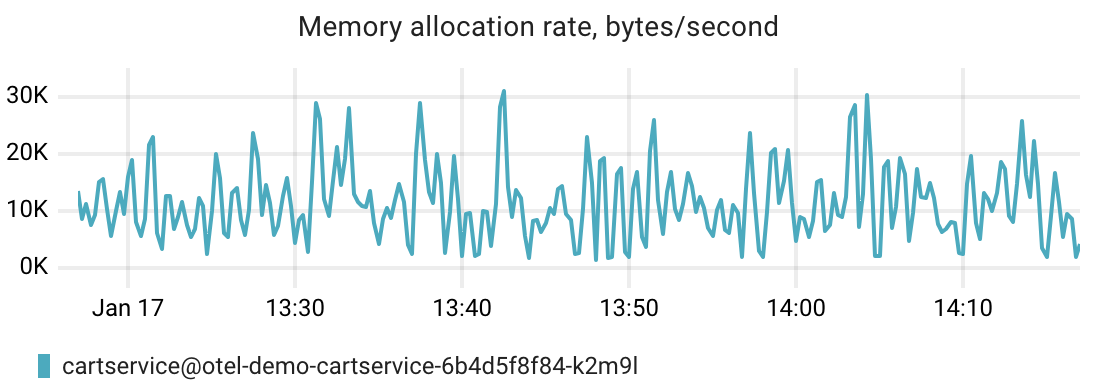 Memory allocation rate, bytes/second
30K
20K
10K
0K
Jan 17 13:30 13:40 13:50 14:00 14:10
cartservice@otel-demo-cartservice-6b4d5f8f84-k2m9l